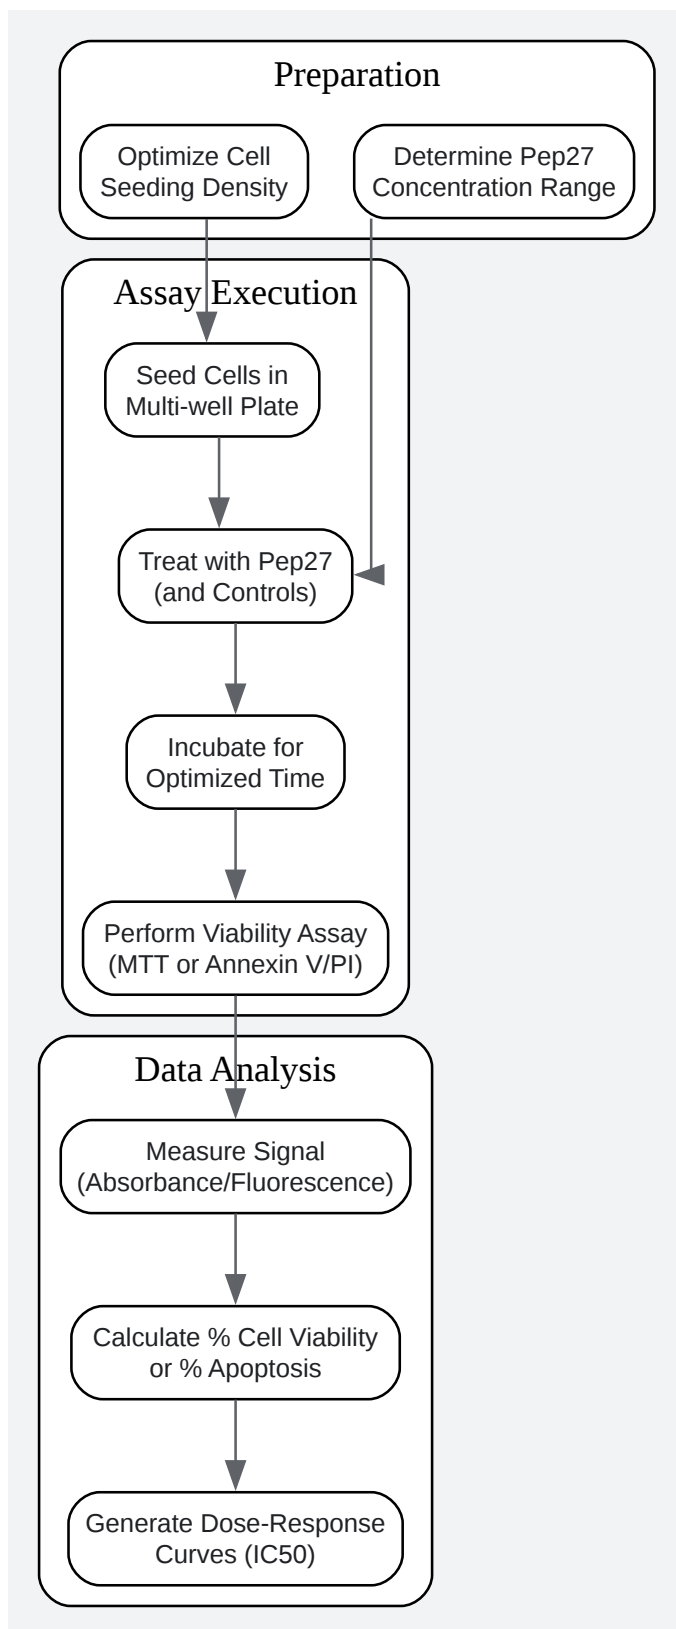 Preparation
Optimize Cell
Seeding Density
Determine Pep27
Concentration Range
Assay Execution
Seed Cells in
Multi-well Plate
Treat with Pep27
(and Controls)
Incubate for
Optimized Time
Perform Viability Assay
(MTT or Annexin V/PI)
Data Analysis
Measure Signal
(Absorbance/Fluorescence)
Calculate % Cell Viability
or % Apoptosis
Generate Dose-Response
Curves (IC50)